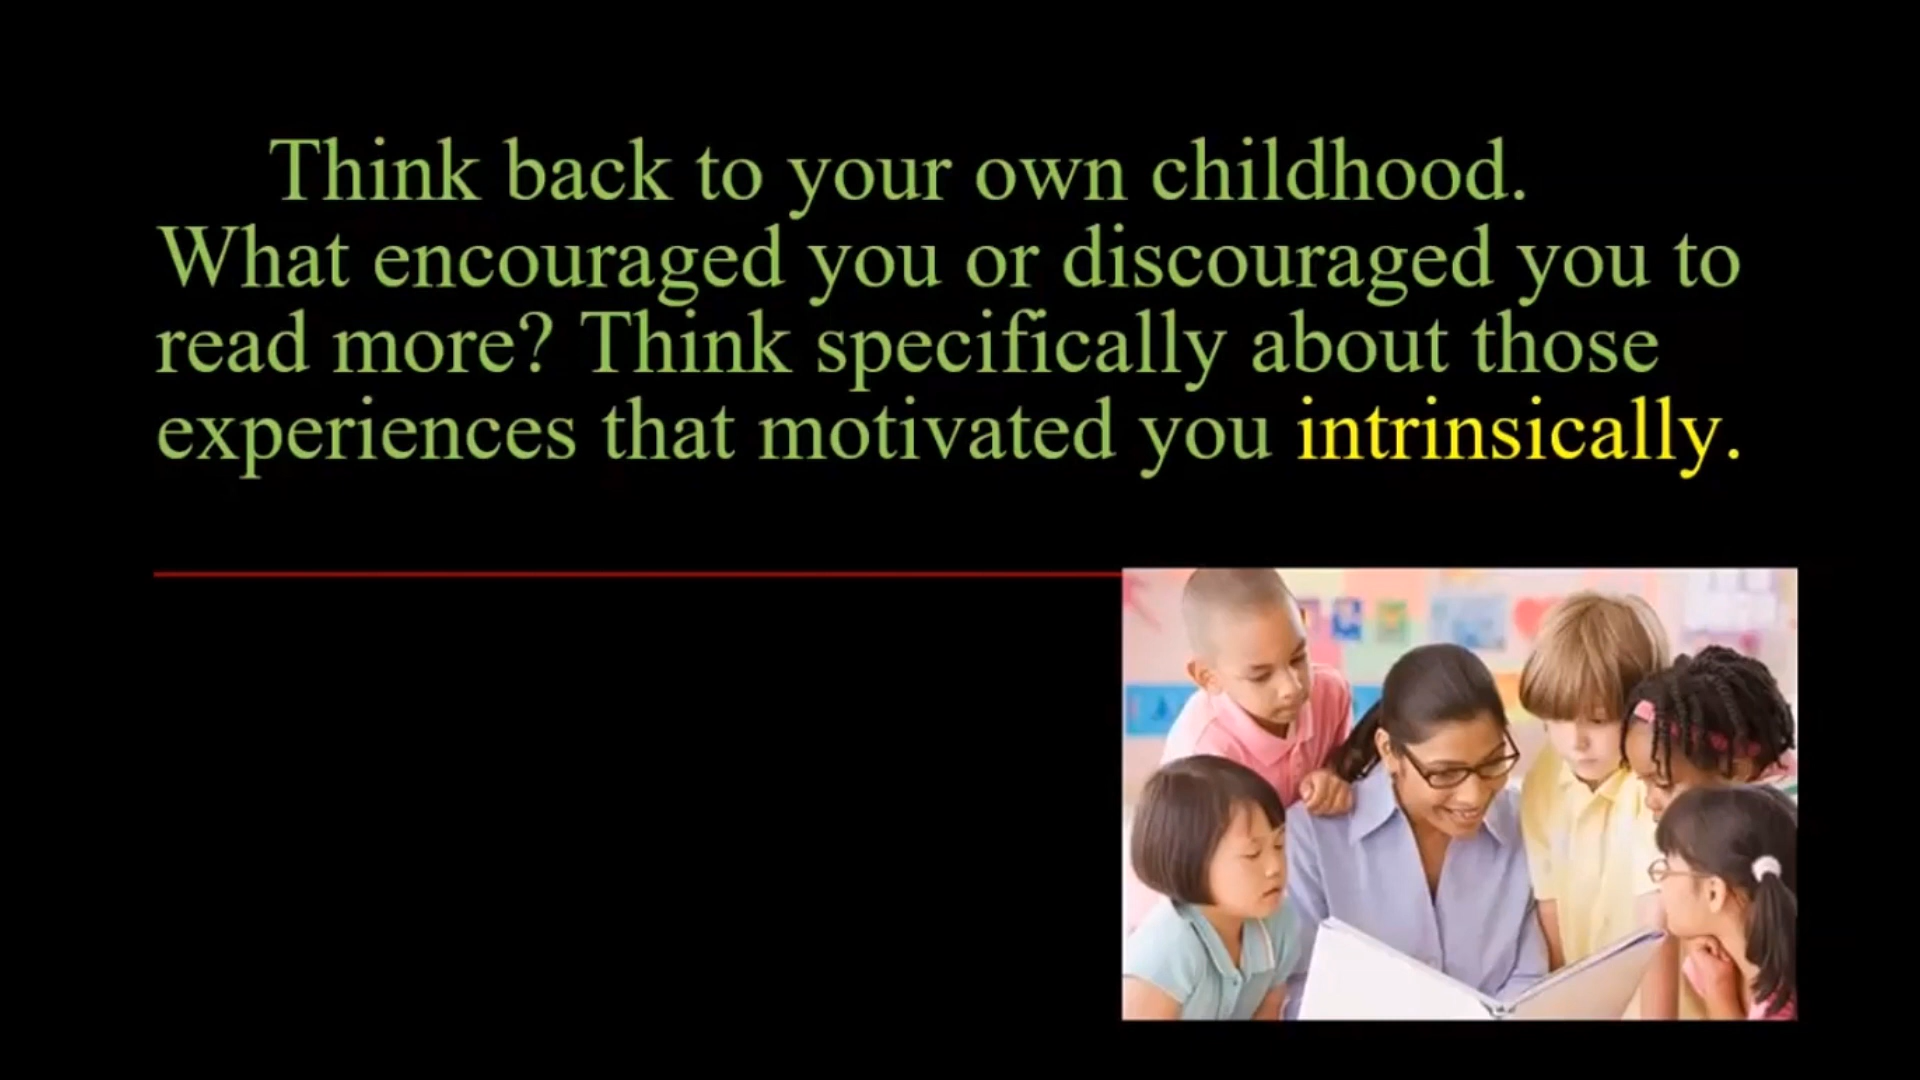 Think back to your own childhood.
What encouraged you or discouraged you to
read more? Think specifically about those
experiences that motivated you intrinsically.